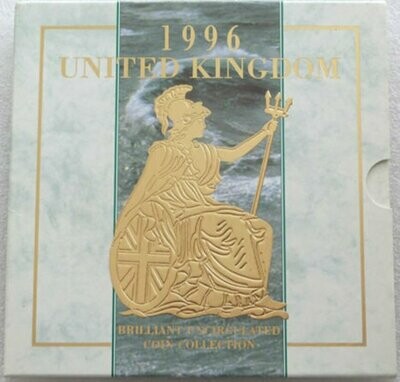 1996
UNITED KINGDOM
BRILLIANT UNCIRCULATED
COIN COLLECTION